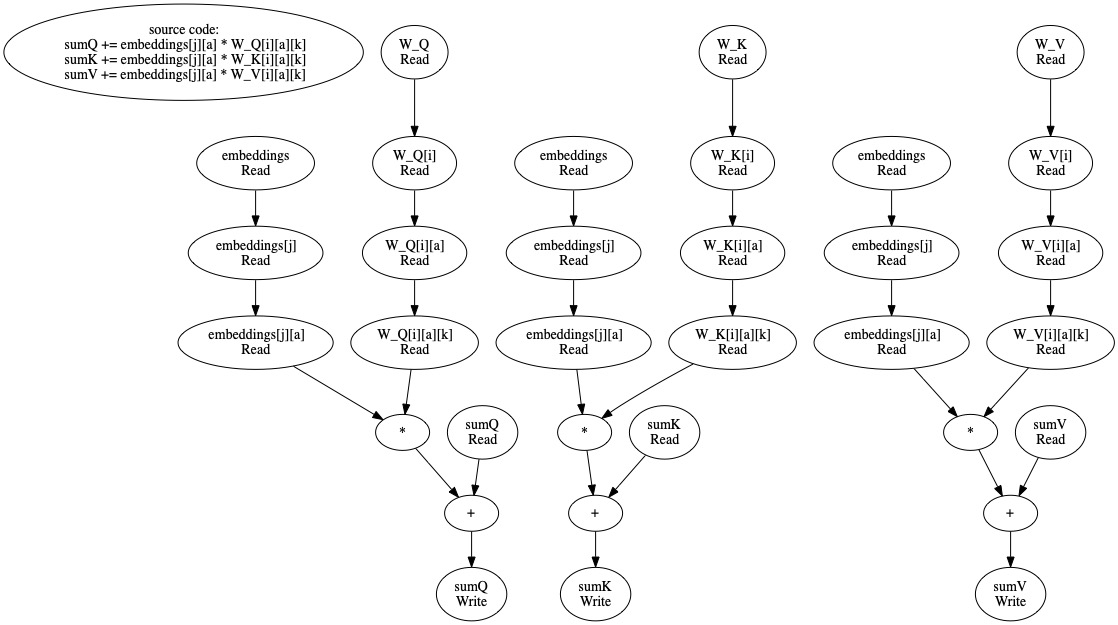 source code:
sumQ += embeddings[j][a] * W_Q[i][a][k]
sumK += embeddings[j][a] * W_K[i][a][k]
sumV += embeddings[j][a] * W_V[i][a][k]
W_Q
Read
W_K
Read
W_V
Read
embeddings
Read
W_Q[i]
Read
embeddings
Read
W_K[i]
Read
embeddings
Read
W_V[i]
Read
embeddings[j]
Read
W_Q[i][a]
Read
embeddings[j]
Read
W_K[i][a]
Read
embeddings[j]
Read
W_V[i][a]
Read
embeddings[j][a]
Read
W_Q[i][a][k]
Read
embeddings[j][a]
Read
W_K[i][a][k]
Read
embeddings[j][a]
Read
W_V[i][a][k]
Read
*
sumQ
Read
*
sumK
Read
*
sumV
Read
+
+
+
sumQ
Write
sumK
Write
sumV
Write